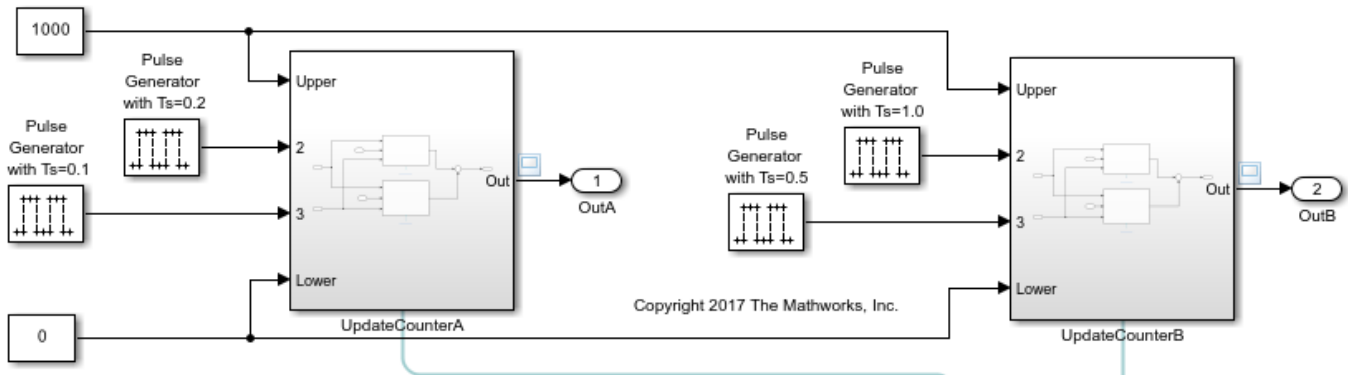 1000
Pulse
Generator
with Ts=0.2
Pulse
Generator
with Ts=0.1
Upper
2
3
Lower
Out
UpdateCounterA
1
OutA
0
Pulse
Generator
with Ts=1.0
Pulse
Generator
with Ts=0.5
Upper
2
3
Lower
Out
UpdateCounterB
2
OutB
Copyright 2017 The Mathworks, Inc.